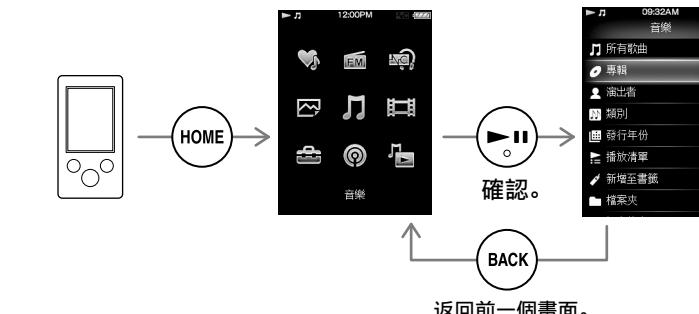 12:00PM
FM
NC
音樂
HOME
確認。
BACK
返回前一個畫面。
09:32AM
音樂
所有歌曲
專輯
演出者
類別
發行年份
播放清單
新增至書籤
檔案夾